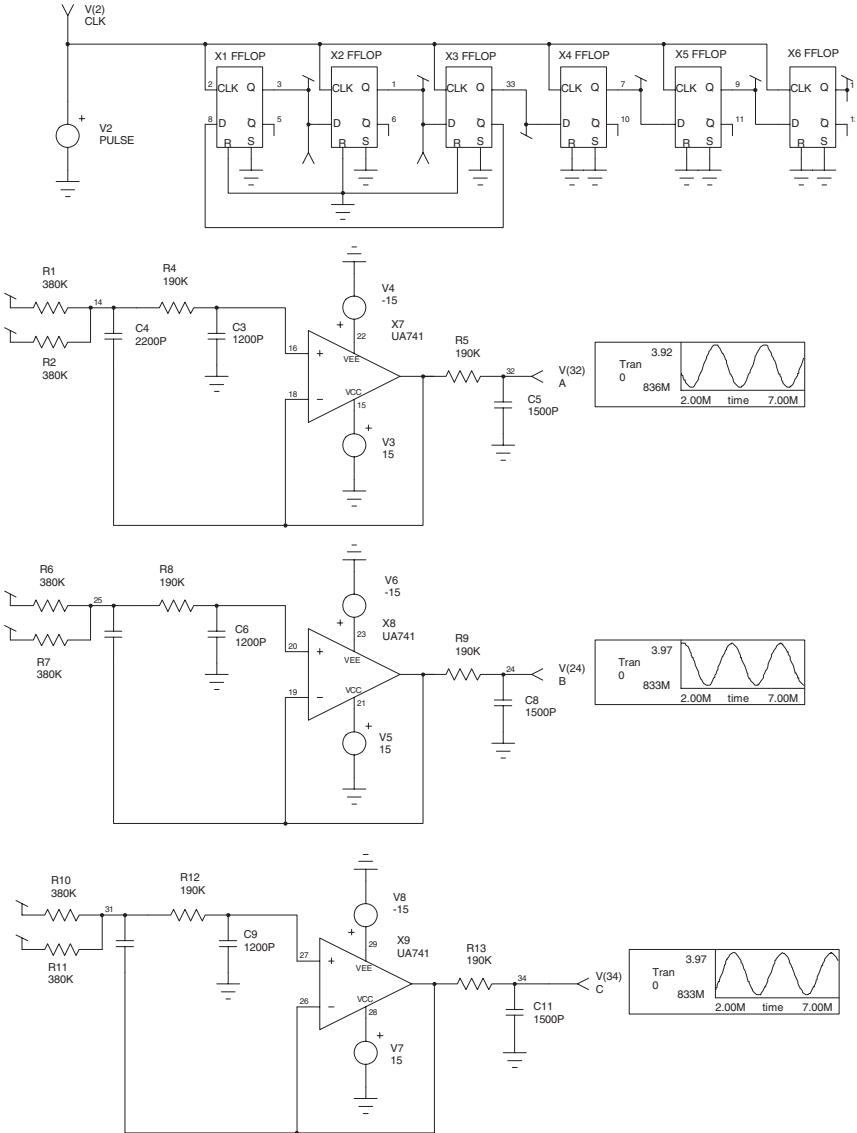 V(2)
CLK
X1 FFLOP
X2 FFLOP
X3 FFLOP
X4 FFLOP
X5 FFLOP
X6 FFLOP
2
CLK
Q
3
CLK
Q
1
CLK
Q
33
CLK
Q
7
CLK
Q
9
CLK
Q
8
D
Q
5
D
Q
6
D
Q
D
Q
10
D
Q
11
D
Q
R
S
R
S
R
S
R
S
R
S
R
S
V2
PULSE
R1
380K
R2
380K
14
R4
190K
C4
2200P
C3
1200P
16
18
V4
-15
22
X7
UA741
VEE
VCC
15
V3
15
R5
190K
32
C5
1500P
V(32)
A
Tran
0
3.92
836M
2.00M time 7.00M
R6
380K
R7
380K
25
R8
190K
C6
1200P
20
19
V6
-15
23
X8
UA741
VEE
VCC
21
V5
15
R9
190K
24
C8
1500P
V(24)
B
Tran
0
3.97
833M
2.00M time 7.00M
R10
380K
R11
380K
31
R12
190K
C9
1200P
27
26
V8
-15
29
X9
UA741
VEE
VCC
28
V7
15
R13
190K
34
C11
1500P
V(34)
C
Tran
0
3.97
833M
2.00M time 7.00M